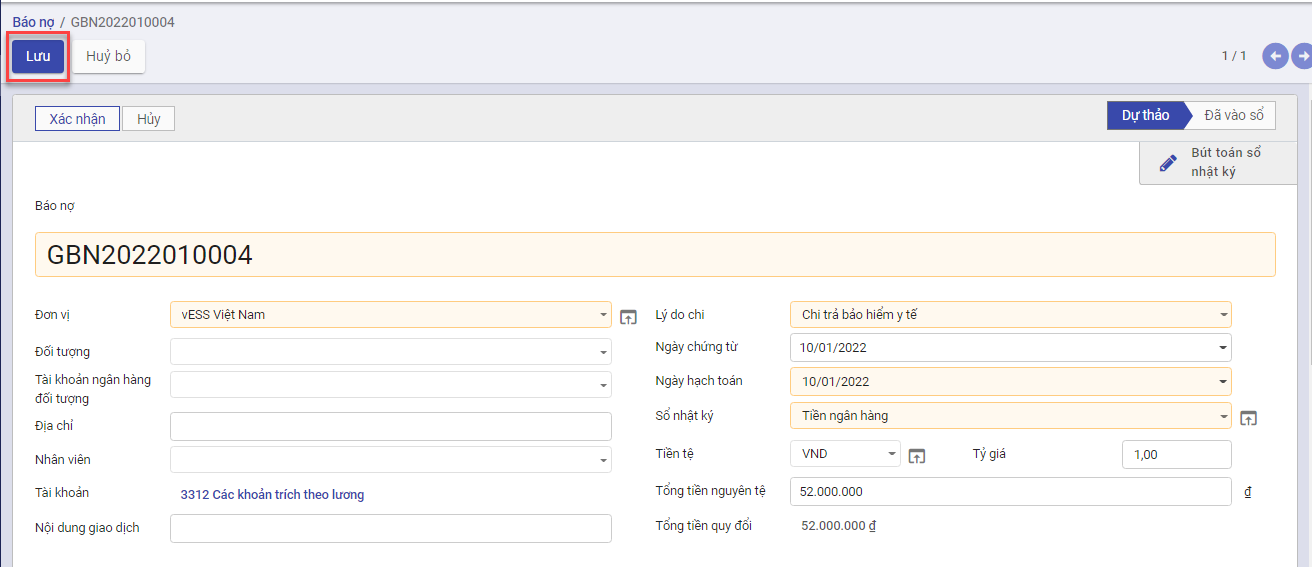 Báo nợ / GBN2022010004
Lưu Huỷ bỏ 1 / 1
Xác nhận Hủy Dự thảo Đã vào sổ
Bút toán sổ
nhật ký
Báo nợ
GBN2022010004
Đơn vị vESS Việt Nam Lý do chi Chi trả bảo hiểm y tế
Đối tượng Ngày chứng từ 10/01/2022
Tài khoản ngân hàng
đối tượng Ngày hạch toán 10/01/2022
Địa chỉ Sổ nhật ký Tiền ngân hàng
Nhân viên Tiền tệ VND Tỷ giá 1,00
Tài khoản 3312 Các khoản trích theo lương Tổng tiền nguyên tệ 52.000.000 ₫
Nội dung giao dịch Tổng tiền quy đổi 52.000.000 ₫